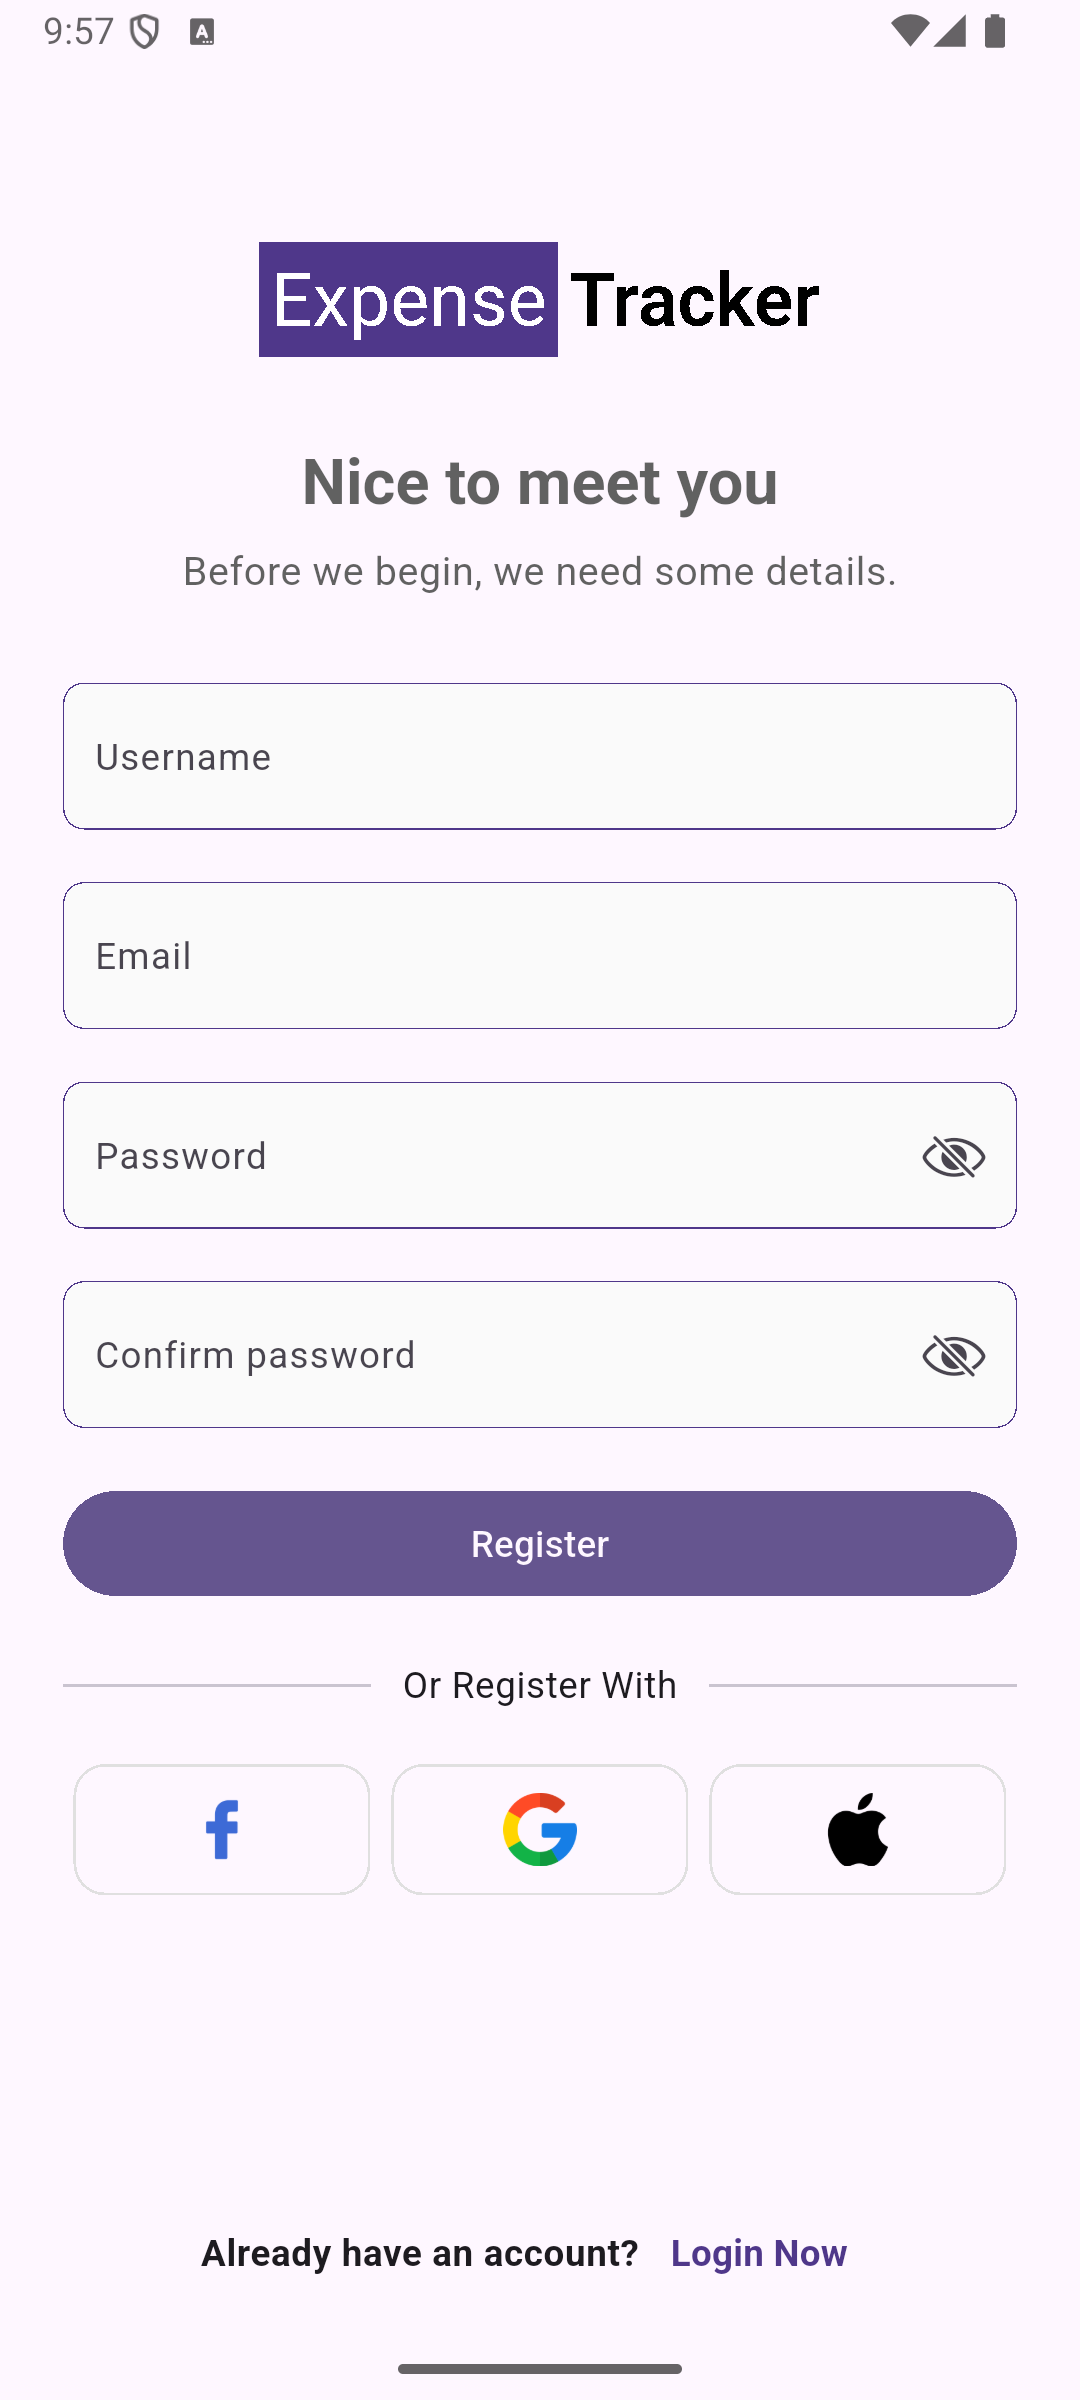 9:57
Expense Tracker
Nice to meet you
Before we begin, we need some details.
Username
Email
Password
Confirm password
Register
Or Register With
Already have an account? Login Now